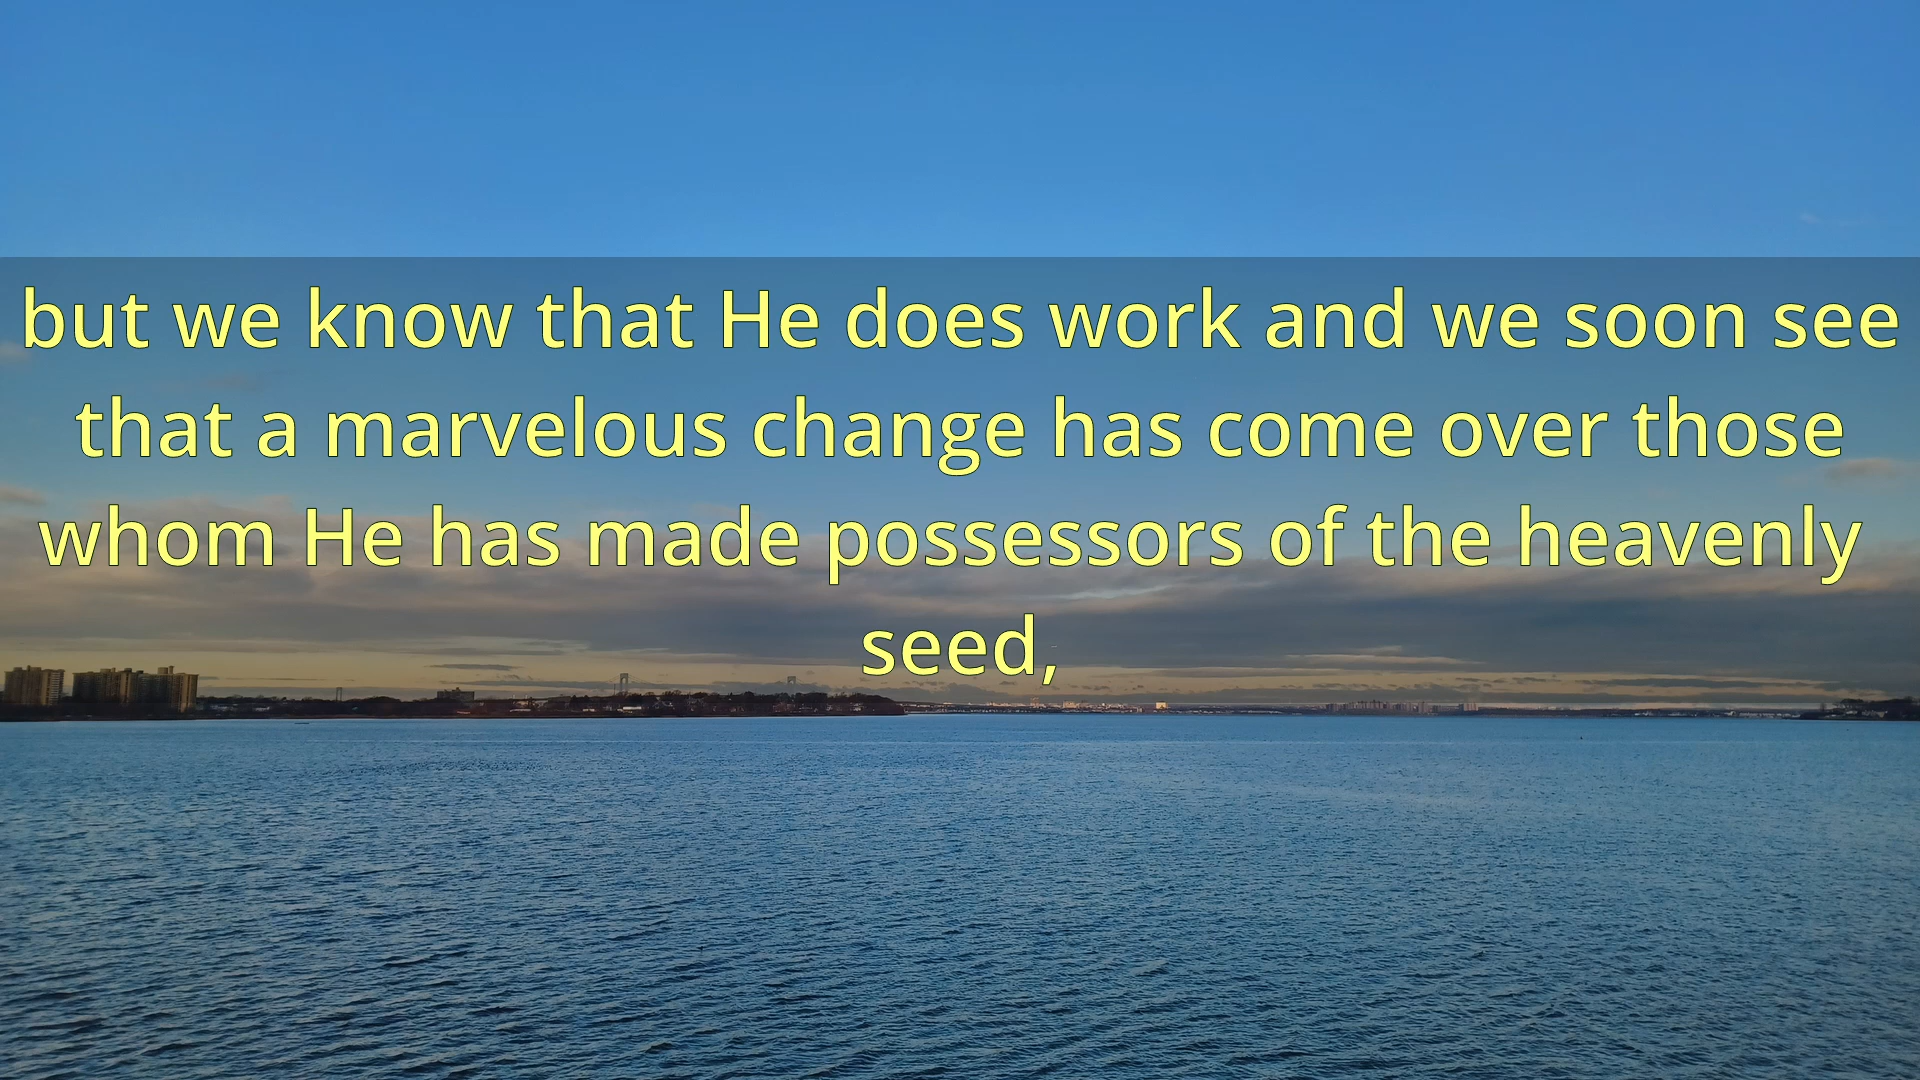 but we know that He does work and we soon see
that a marvelous change has come over those
whom He has made possessors of the heavenly
seed,